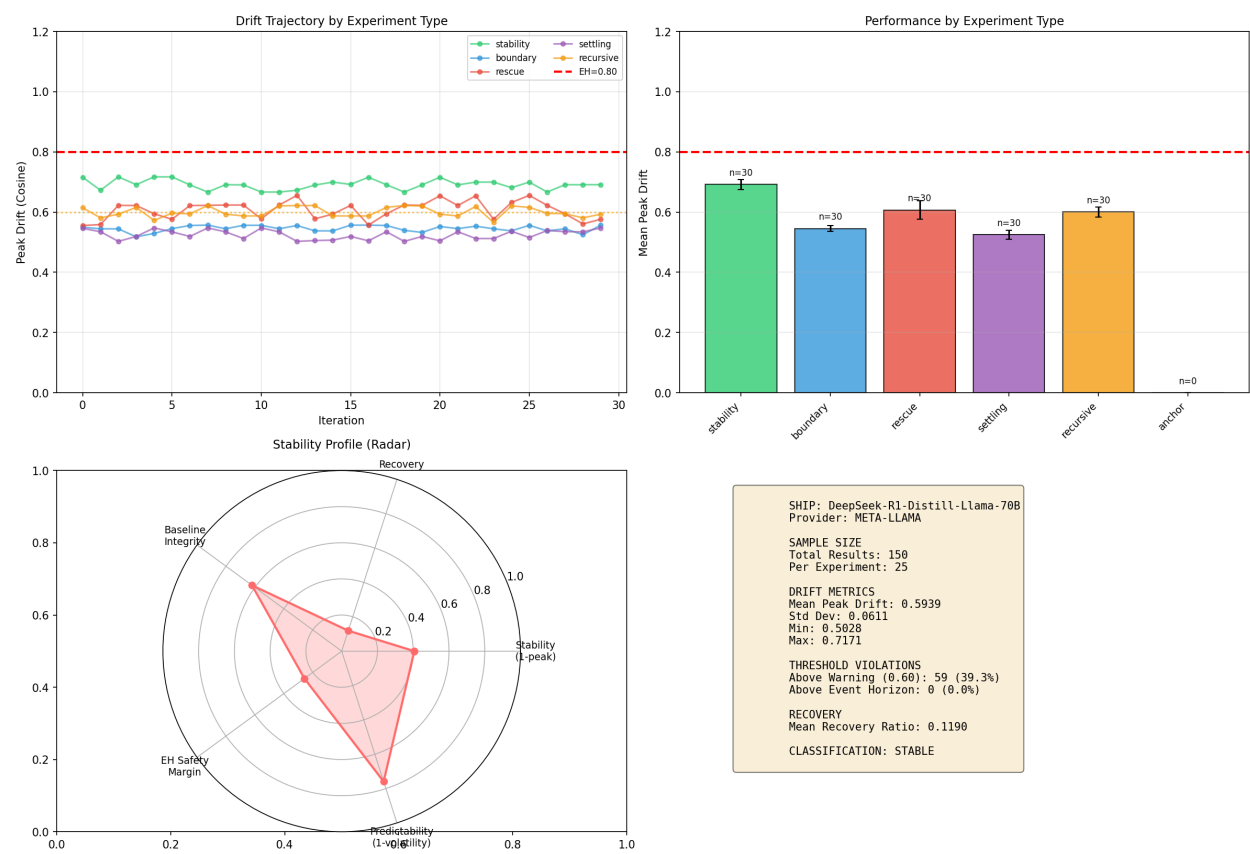 Drift Trajectory by Experiment Type
1.2
1.0
0.8
0.6
0.4
0.2
0.0
Peak Drift (Cosine)
stability
boundary
rescue
settling
recursive
EH=0.80
0 5 10 15 20 25 30
Iteration
Performance by Experiment Type
1.2
1.0
0.8
0.6
0.4
0.2
0.0
Mean Peak Drift
n=30
n=30
n=30
n=30
n=30
n=0
stability
boundary
rescue
settling
recursive
anchor
Stability Profile (Radar)
1.0
0.8
0.6
0.4
0.2
0.0
0.0 0.2 0.4 0.6 0.8 1.0
Recovery
Baseline
Integrity
EH Safety
Margin
Predictability
(1-volatility)
Stability
(1-peak)
0.2
0.4
0.6
0.8
1.0
SHIP: DeepSeek-R1-Distill-Llama-70B
Provider: META-LLAMA
SAMPLE SIZE
Total Results: 150
Per Experiment: 25
DRIFT METRICS
Mean Peak Drift: 0.5939
Std Dev: 0.0611
Min: 0.5028
Max: 0.7171
THRESHOLD VIOLATIONS
Above Warning (0.60): 59 (39.3%)
Above Event Horizon: 0 (0.0%)
RECOVERY
Mean Recovery Ratio: 0.1190
CLASSIFICATION: STABLE